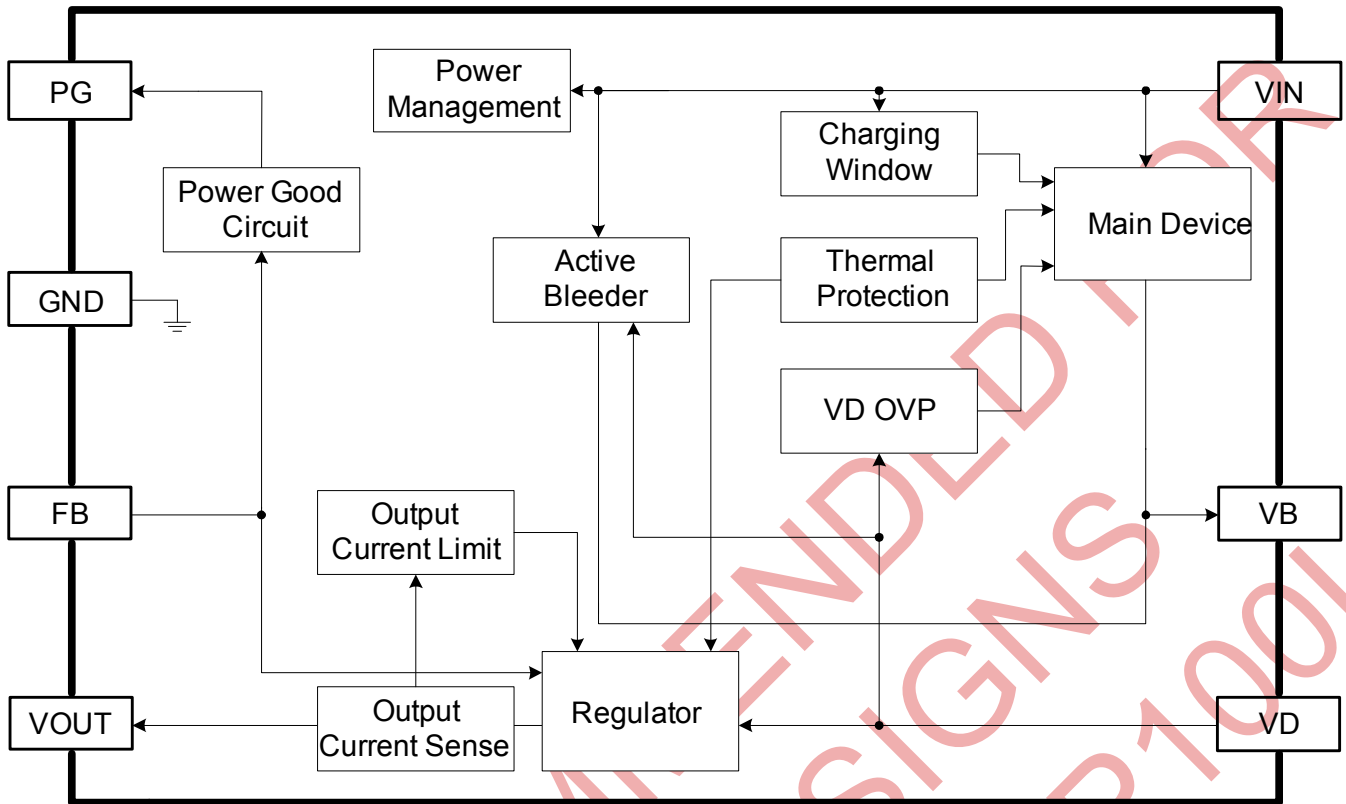 PG
Power
Management
VIN
Charging
Window
Power Good
Circuit
Main Device
Active
Bleeder
Thermal
Protection
GND
VD OVP
FB
Output
Current Limit
VB
VOUT
Output
Current Sense
Regulator
VD